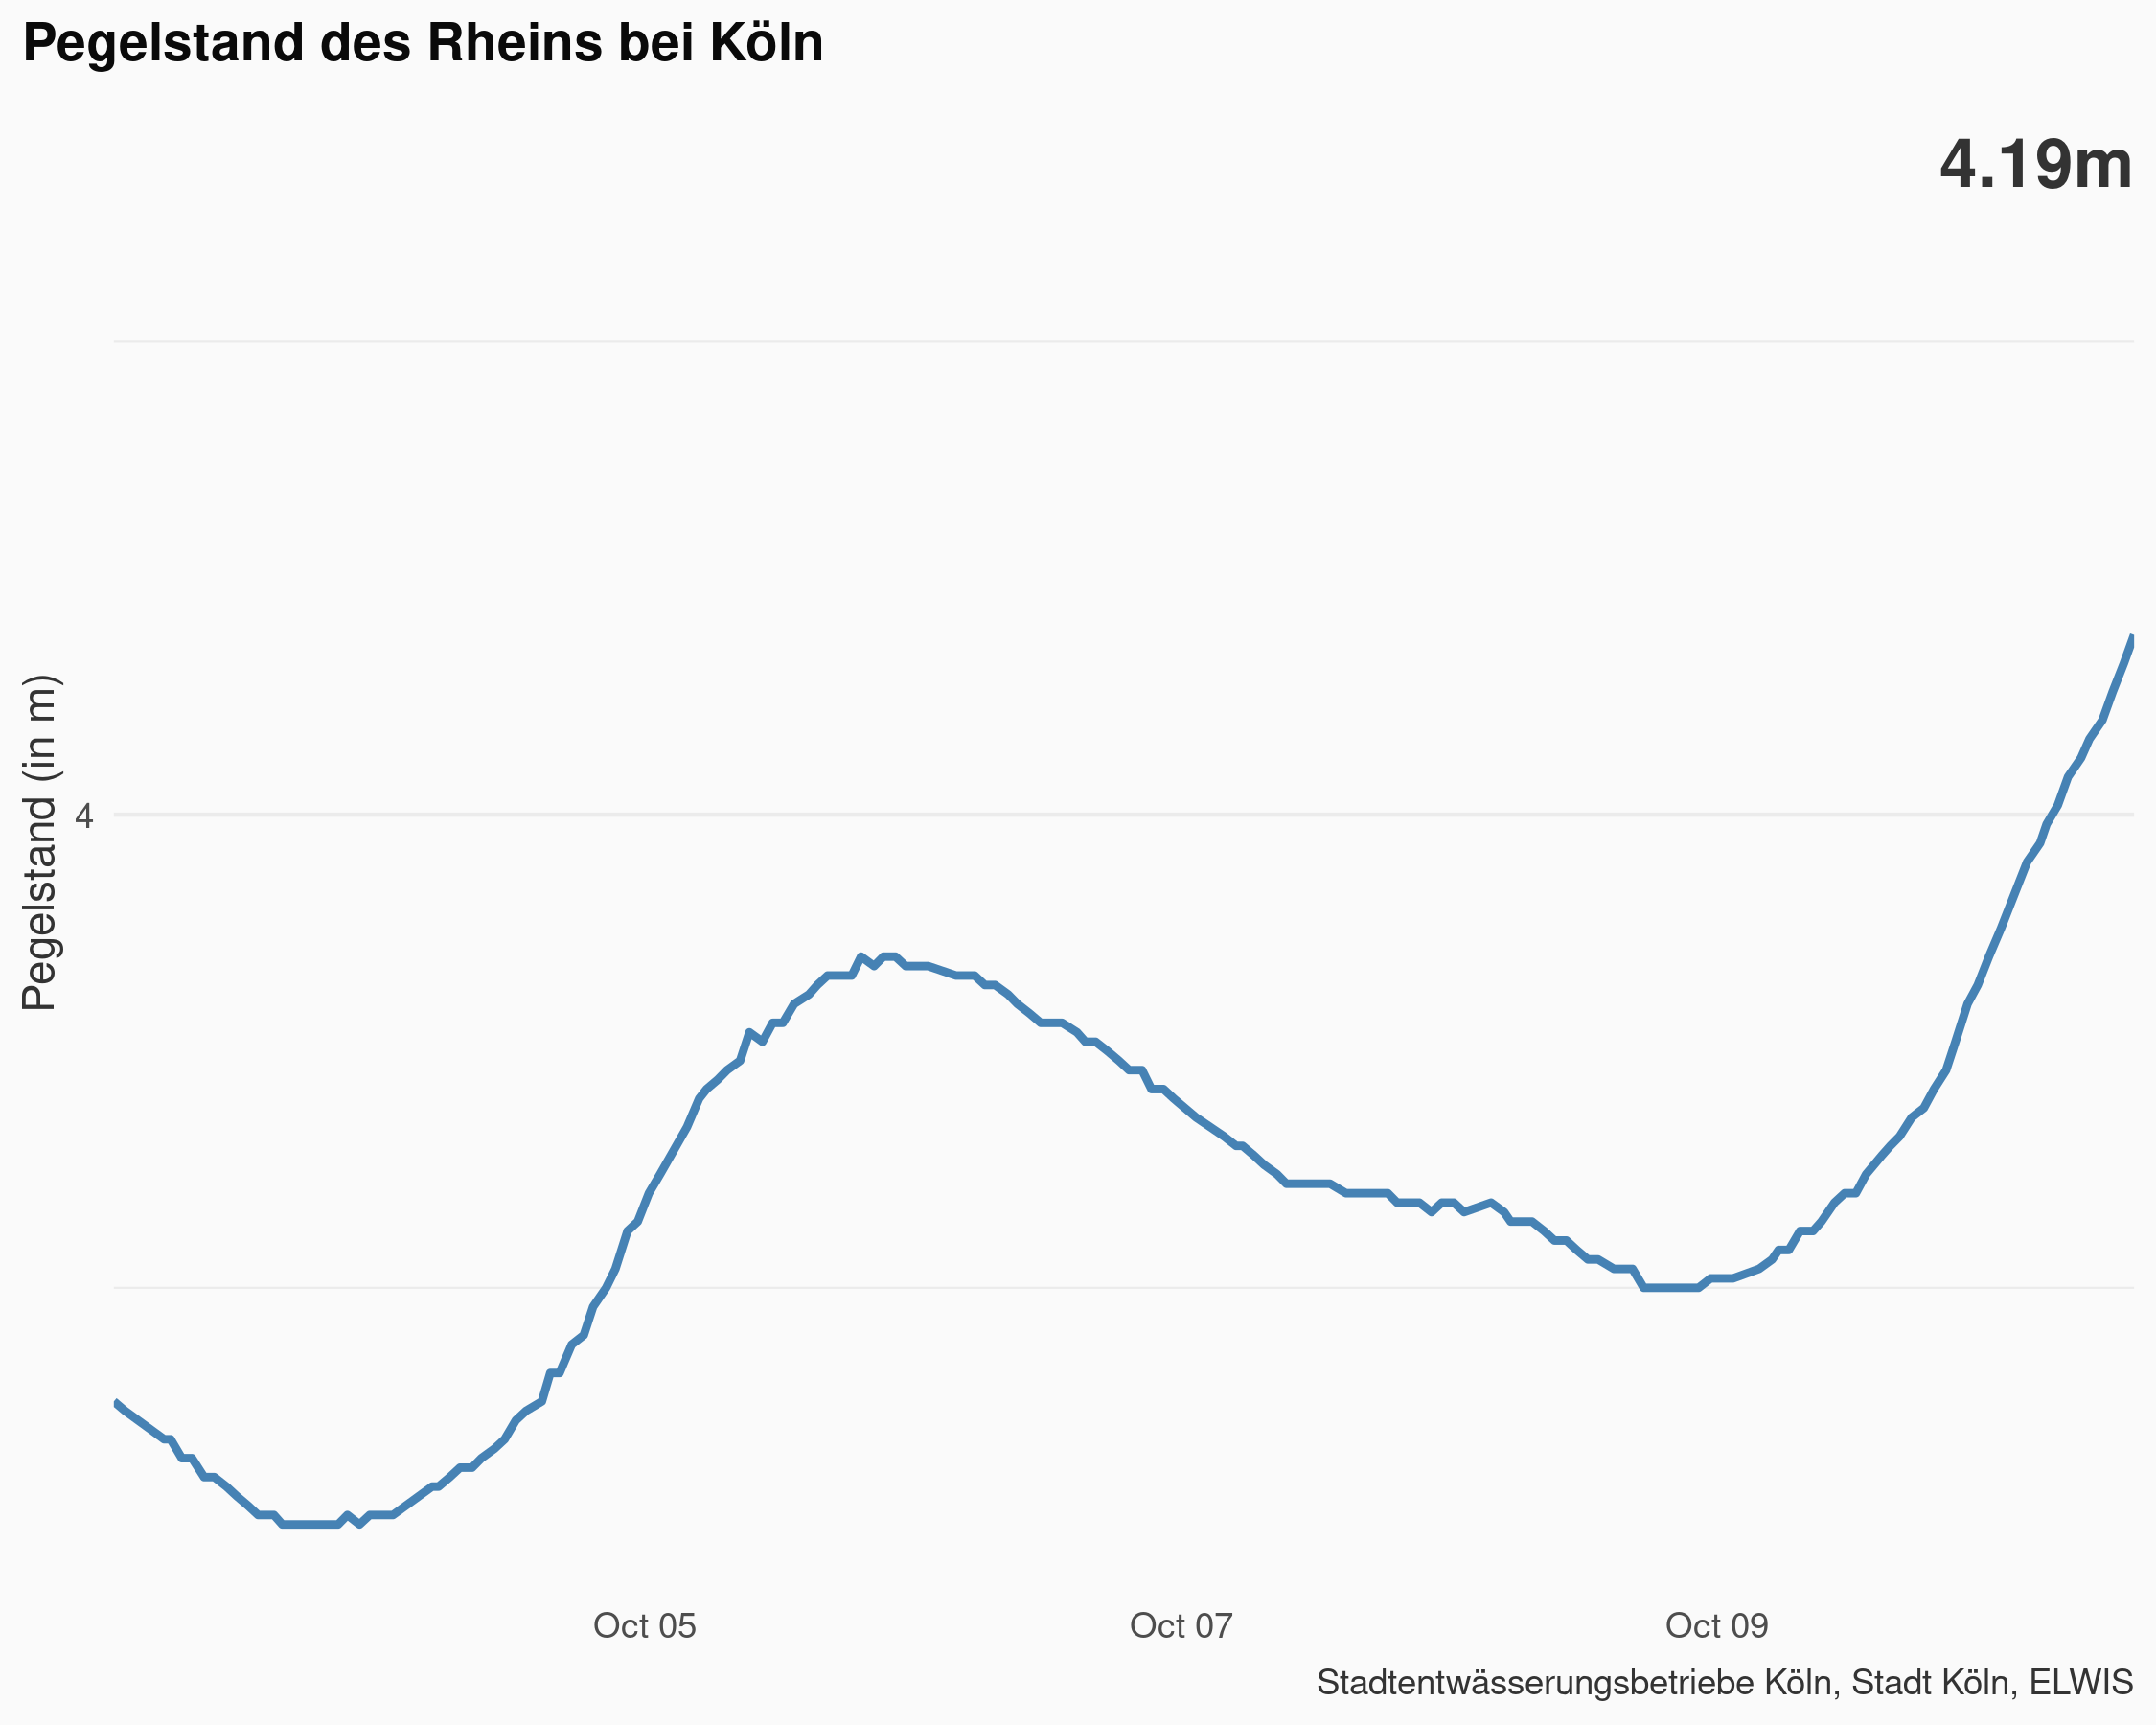 Pegelstand des Rheins bei Köln
4.19m
Pegelstand (in m)
4
Oct 05
Oct 07
Oct 09
Stadtentwässerungsbetriebe Köln, Stadt Köln, ELWIS